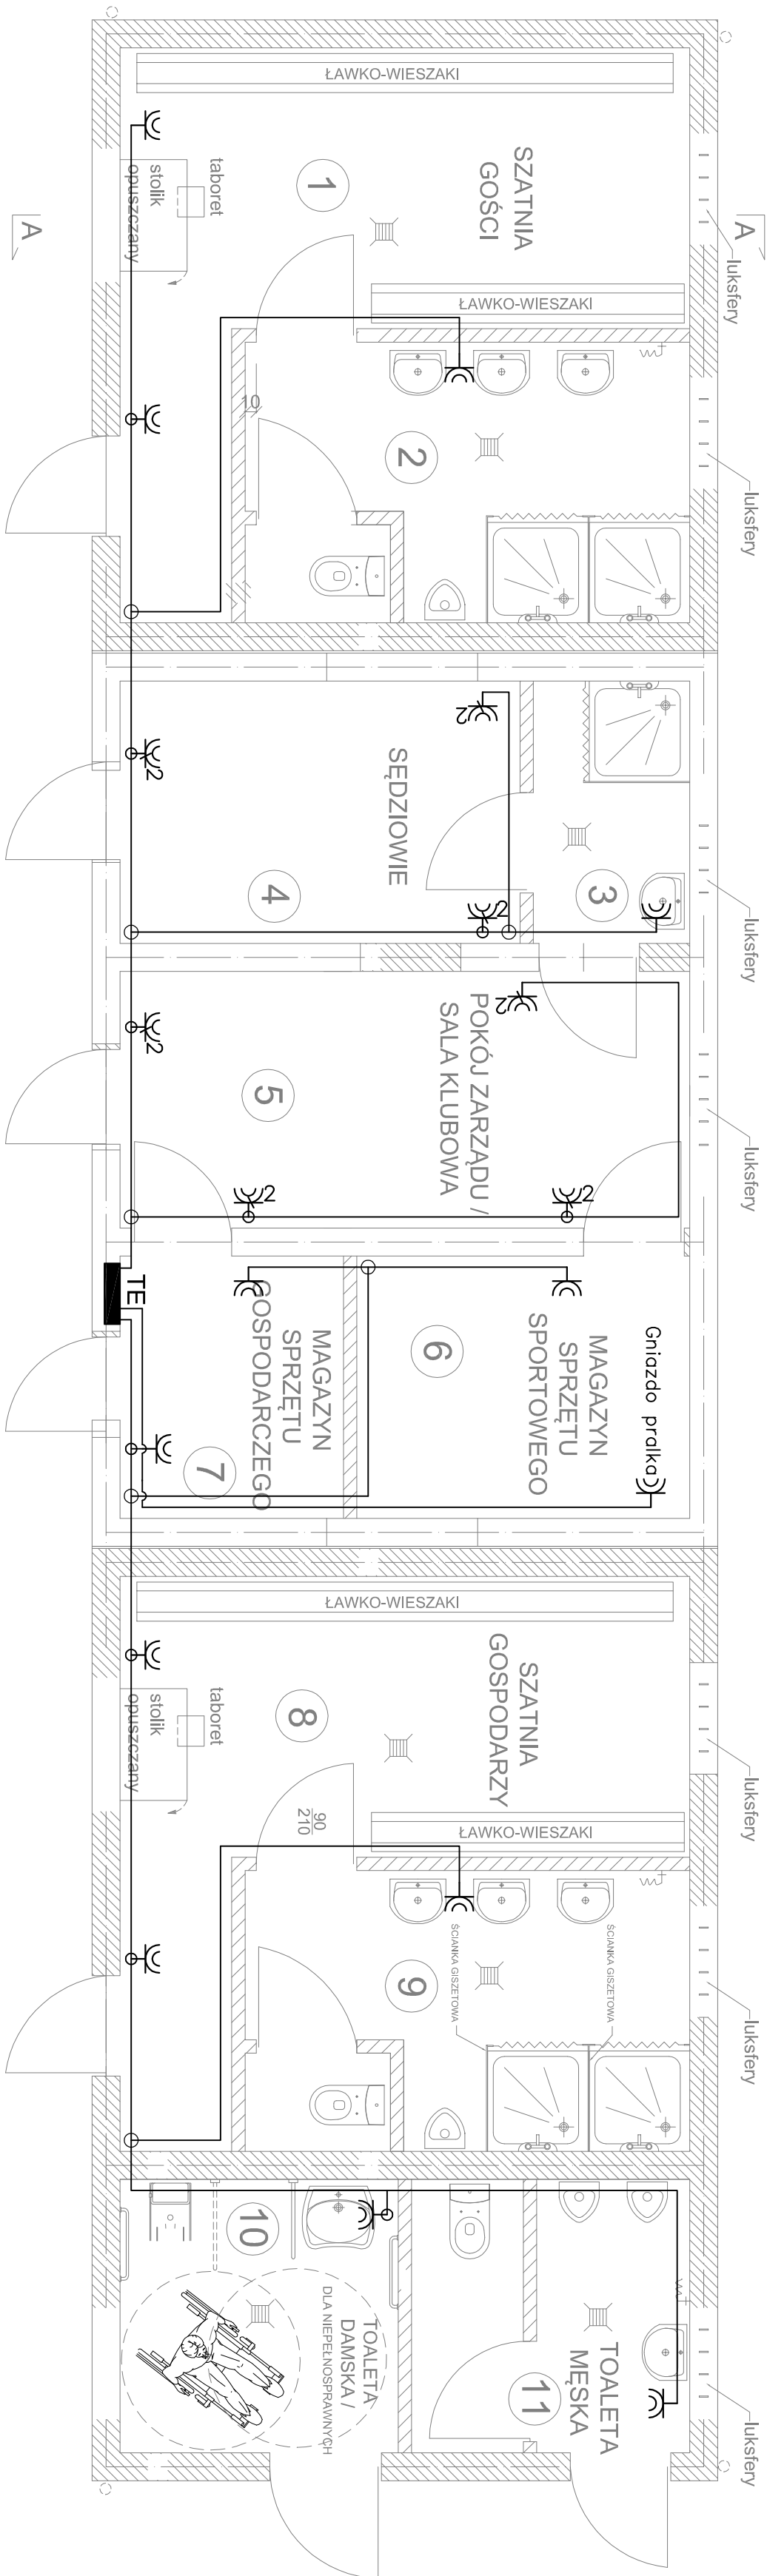 ŁAWKO-WIESZAKI
SZATNIA
GOŚCI
1
taboret
stolik
opuszczany
A
A
luksfery
ŁAWKO-WIESZAKI
10
2
luksfery
SĘDZIOWIE
2
2
2
3
4
luksfery
POKÓJ ZARZĄDU /
SALA KLUBOWA
2
2
2
2
5
luksfery
TE
MAGAZYN
SPRZĘTU
GOSPODARCZEGO
7
MAGAZYN
SPRZĘTU
SPORTOWEGO
6
Gniazdo pralka
ŁAWKO-WIESZAKI
SZATNIA
GOSPODARZY
8
taboret
stolik
opuszczany
luksfery
90
210
ŁAWKO-WIESZAKI
9
ŚCIANKA GISZETOWA
ŚCIANKA GISZETOWA
luksfery
10
TOALETA
DAMSKA /
DLA NIEPEŁNOSPRAWNYCH
TOALETA
MĘSKA
11
luksfery